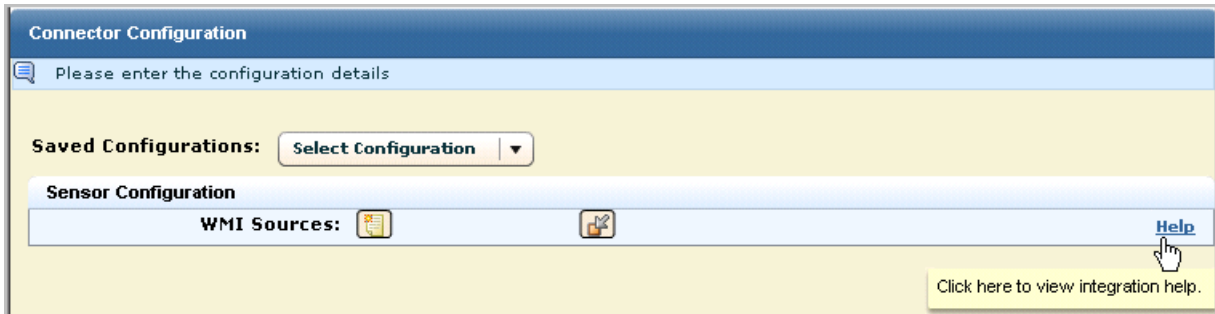 Connector Configuration
Please enter the configuration details
Saved Configurations: Select Configuration
Sensor Configuration
WMI Sources: Help
Click here to view integration help.